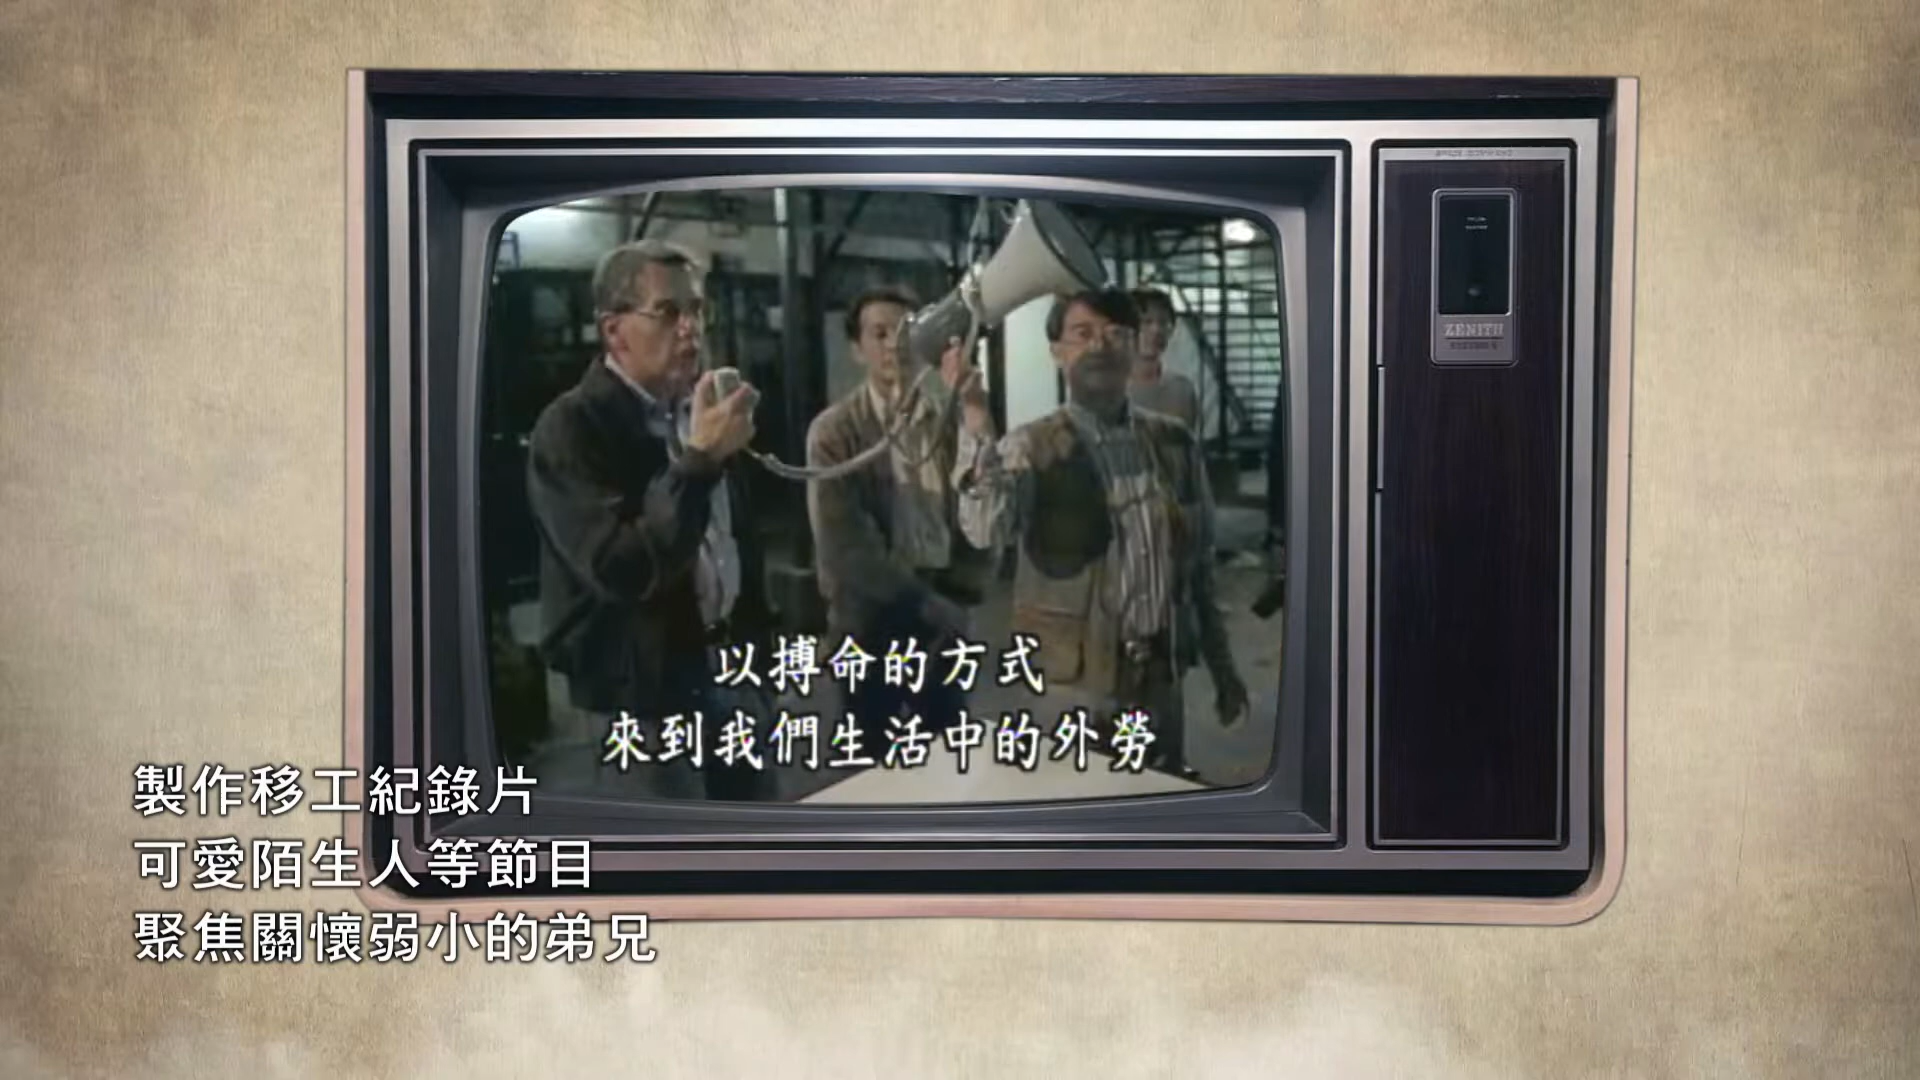 以搏命的方式
來到我們生活中的外勞
ZENITH
製作移工紀錄片
可愛陌生人等節目
聚焦關懷弱小的弟兄